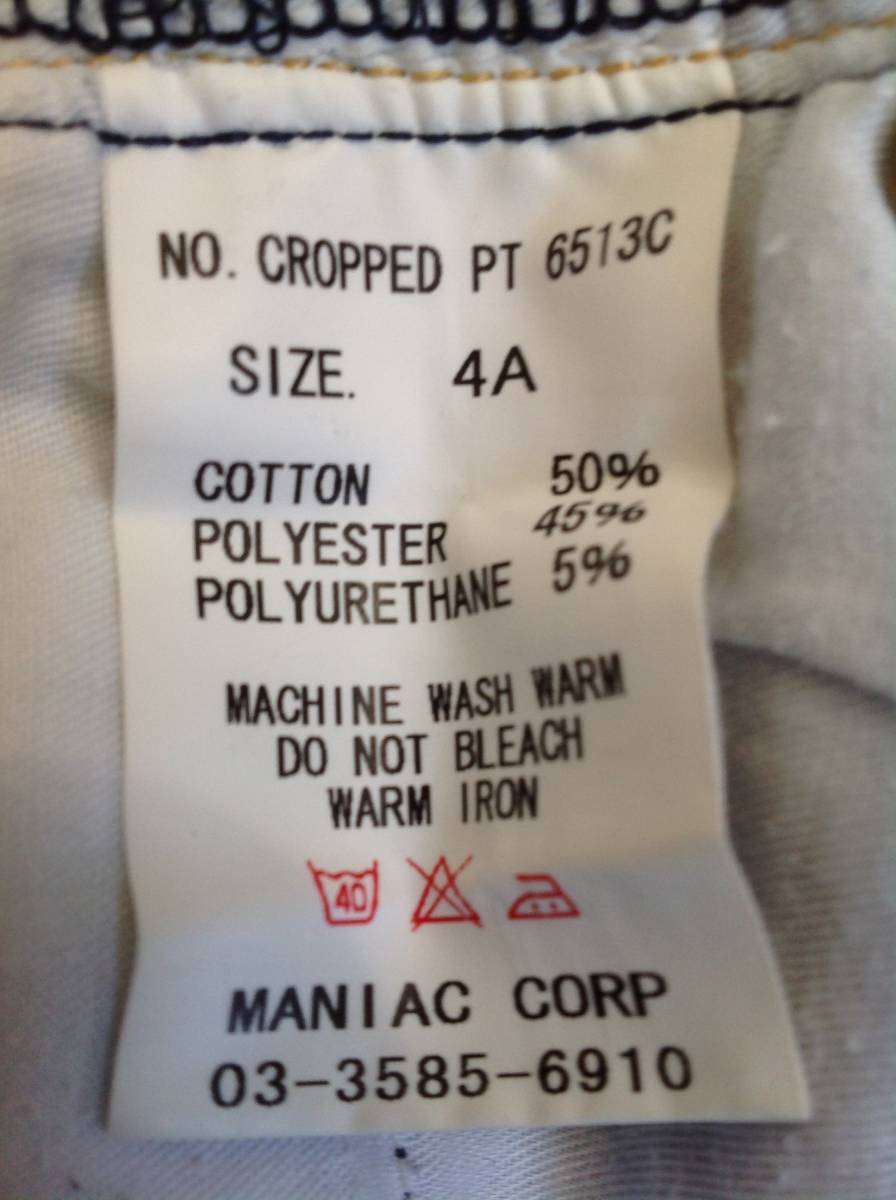 NO. CROPPED PT 6513C
SIZE. 4A
COTTON 50%
POLYESTER 45%
POLYURETHANE 5%
MACHINE WASH WARM
DO NOT BLEACH
WARM IRON
40
MANIAC CORP
03-3585-6910